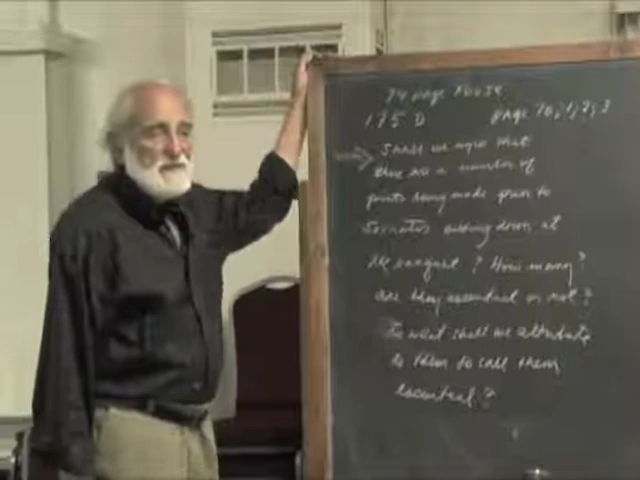 74 page Rouse
175 D page 70, 1, 2, 3
Shall we agree that
there are a number of
points being made prior to
Socrates sitting down at
the banquet? How many?
Are they essential or not?
To what shall we attribute
to them to call them
essential?